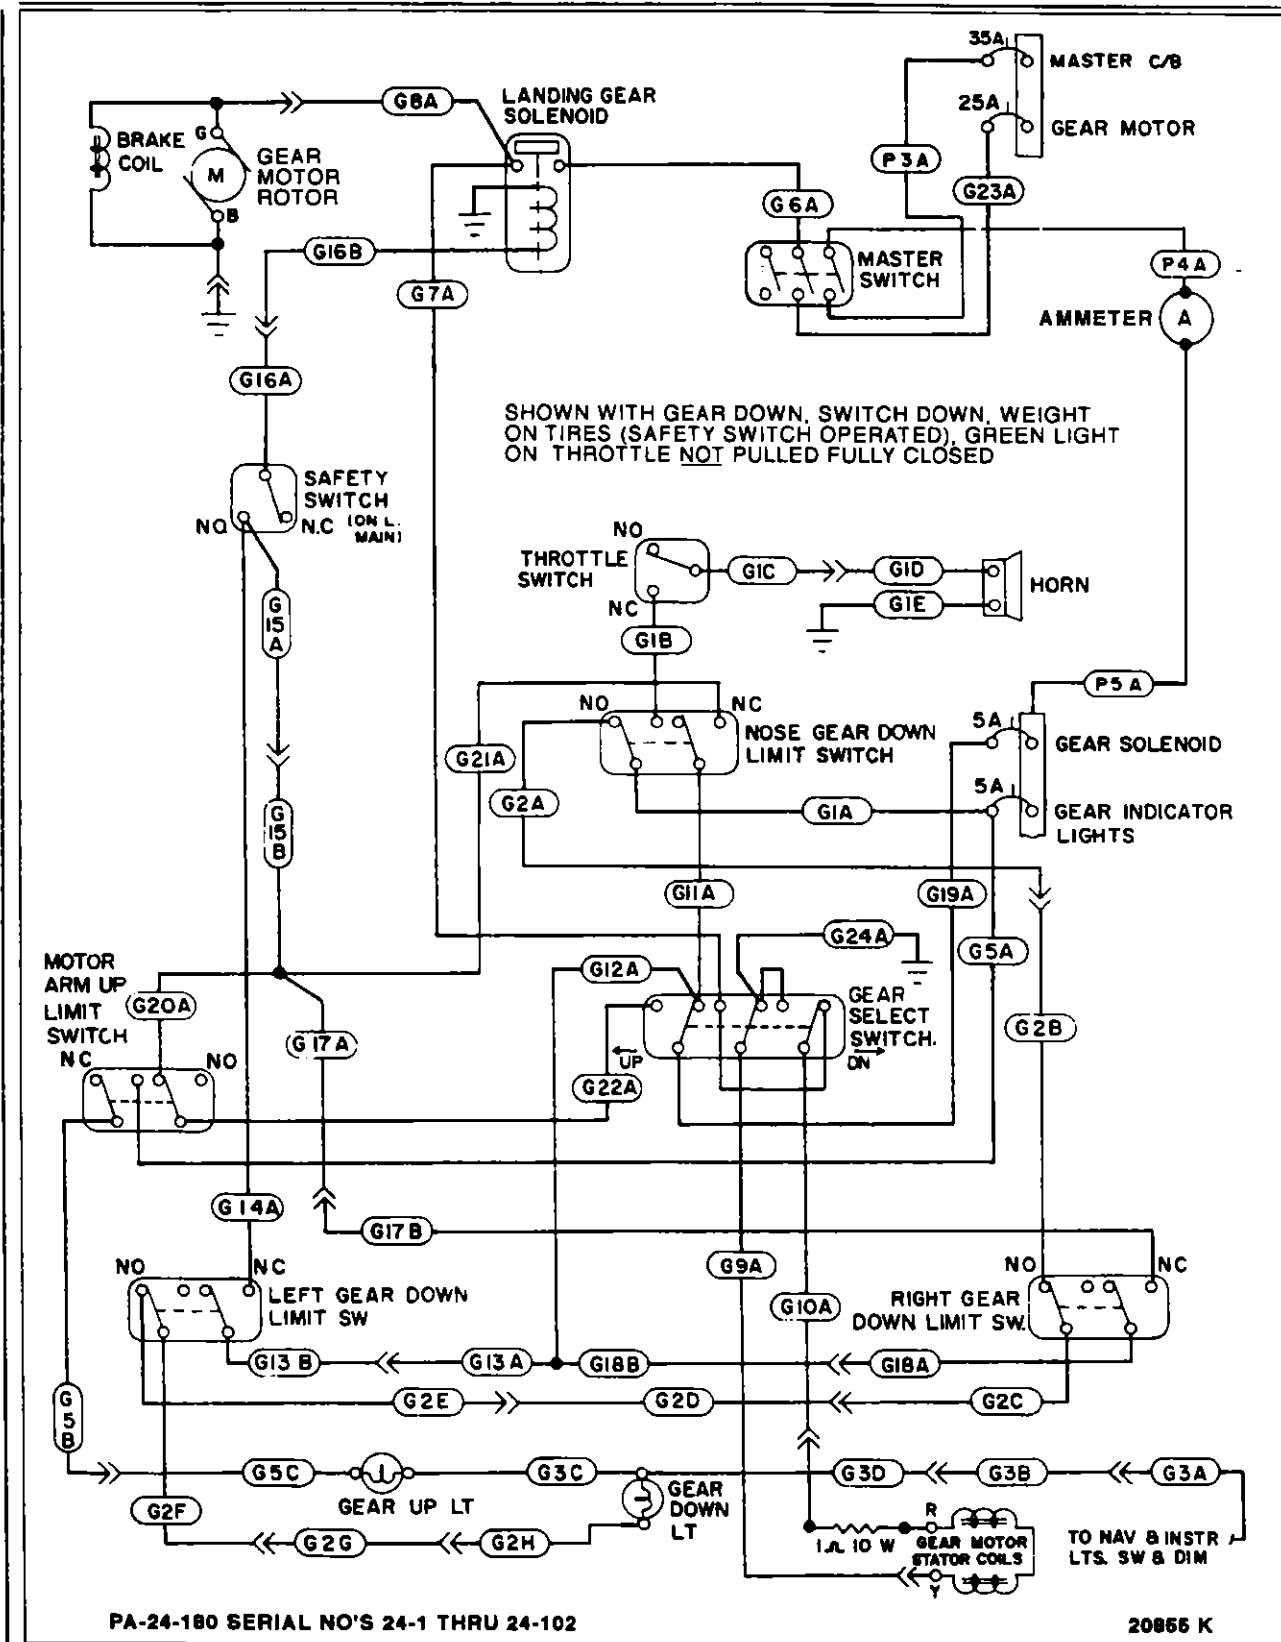 35A
MASTER C/B
25A
GEAR MOTOR
G8A
LANDING GEAR
SOLENOID
BRAKE
COIL
G
M
B
GEAR
MOTOR
ROTOR
P3A
G23A
G6A
G16B
G7A
MASTER
SWITCH
P4A
AMMETER
A
G16A
SHOWN WITH GEAR DOWN, SWITCH DOWN, WEIGHT
ON TIRES (SAFETY SWITCH OPERATED), GREEN LIGHT
ON THROTTLE NOT PULLED FULLY CLOSED
SAFETY
SWITCH
(ON L.
MAIN)
NO
N.C
NO
THROTTLE
SWITCH
NC
G1C
G1D
G1E
HORN
G
15
A
G1B
P5A
NO
NC
NOSE GEAR DOWN
LIMIT SWITCH
5A
GEAR SOLENOID
G21A
G2A
G1A
5A
GEAR INDICATOR
LIGHTS
G
15
B
G11A
G19A
G24A
G5A
MOTOR
ARM UP
LIMIT
SWITCH
NC
NO
G20A
G17A
G12A
GEAR
SELECT
SWITCH.
UP
DN
G22A
G2B
G14A
G17B
G9A
NO
NC
LEFT GEAR DOWN
LIMIT SW
G10A
NO
NC
RIGHT GEAR
DOWN LIMIT SW.
G13B
G13A
G18B
G18A
G2E
G2D
G2C
G
5
B
G5C
GEAR UP LT
G3C
GEAR
DOWN
LT
G3D
G3B
G3A
G2F
G2G
G2H
1Ω 10 W
R
GEAR MOTOR
STATOR COILS
Y
TO NAV & INSTR
LTS. SW & DIM
PA-24-180 SERIAL NO'S 24-1 THRU 24-102
20855 K